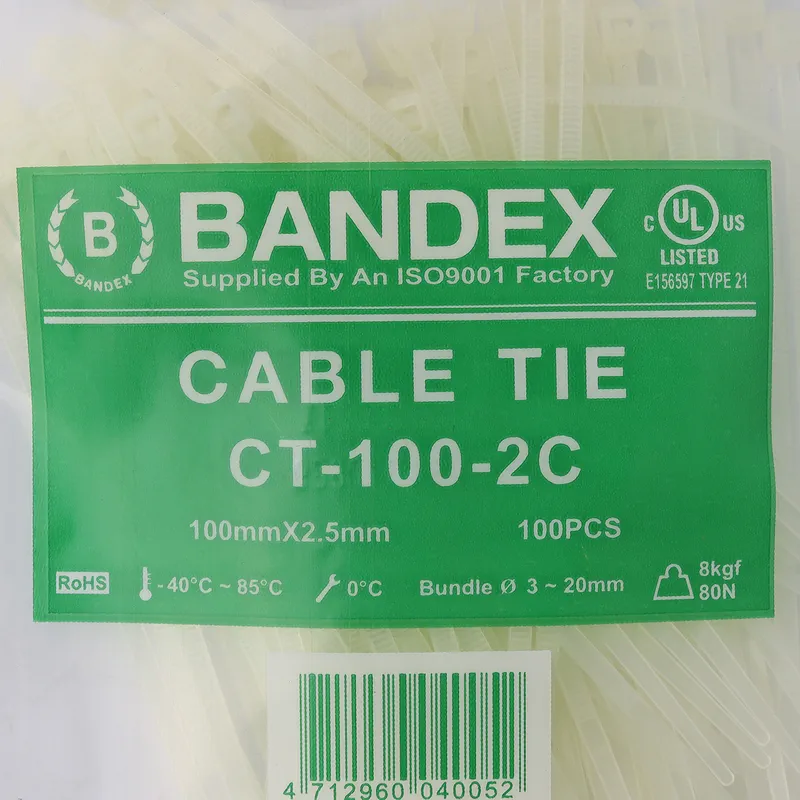 B
BANDEX
BANDEX
Supplied By An ISO9001 Factory
C UL US
LISTED
E156597 TYPE 21
CABLE TIE
CT-100-2C
100mmX2.5mm 100PCS
RoHS -40°C ~ 85°C 0°C Bundle Ø 3 ~ 20mm 8kgf
80N
4 712960 040052